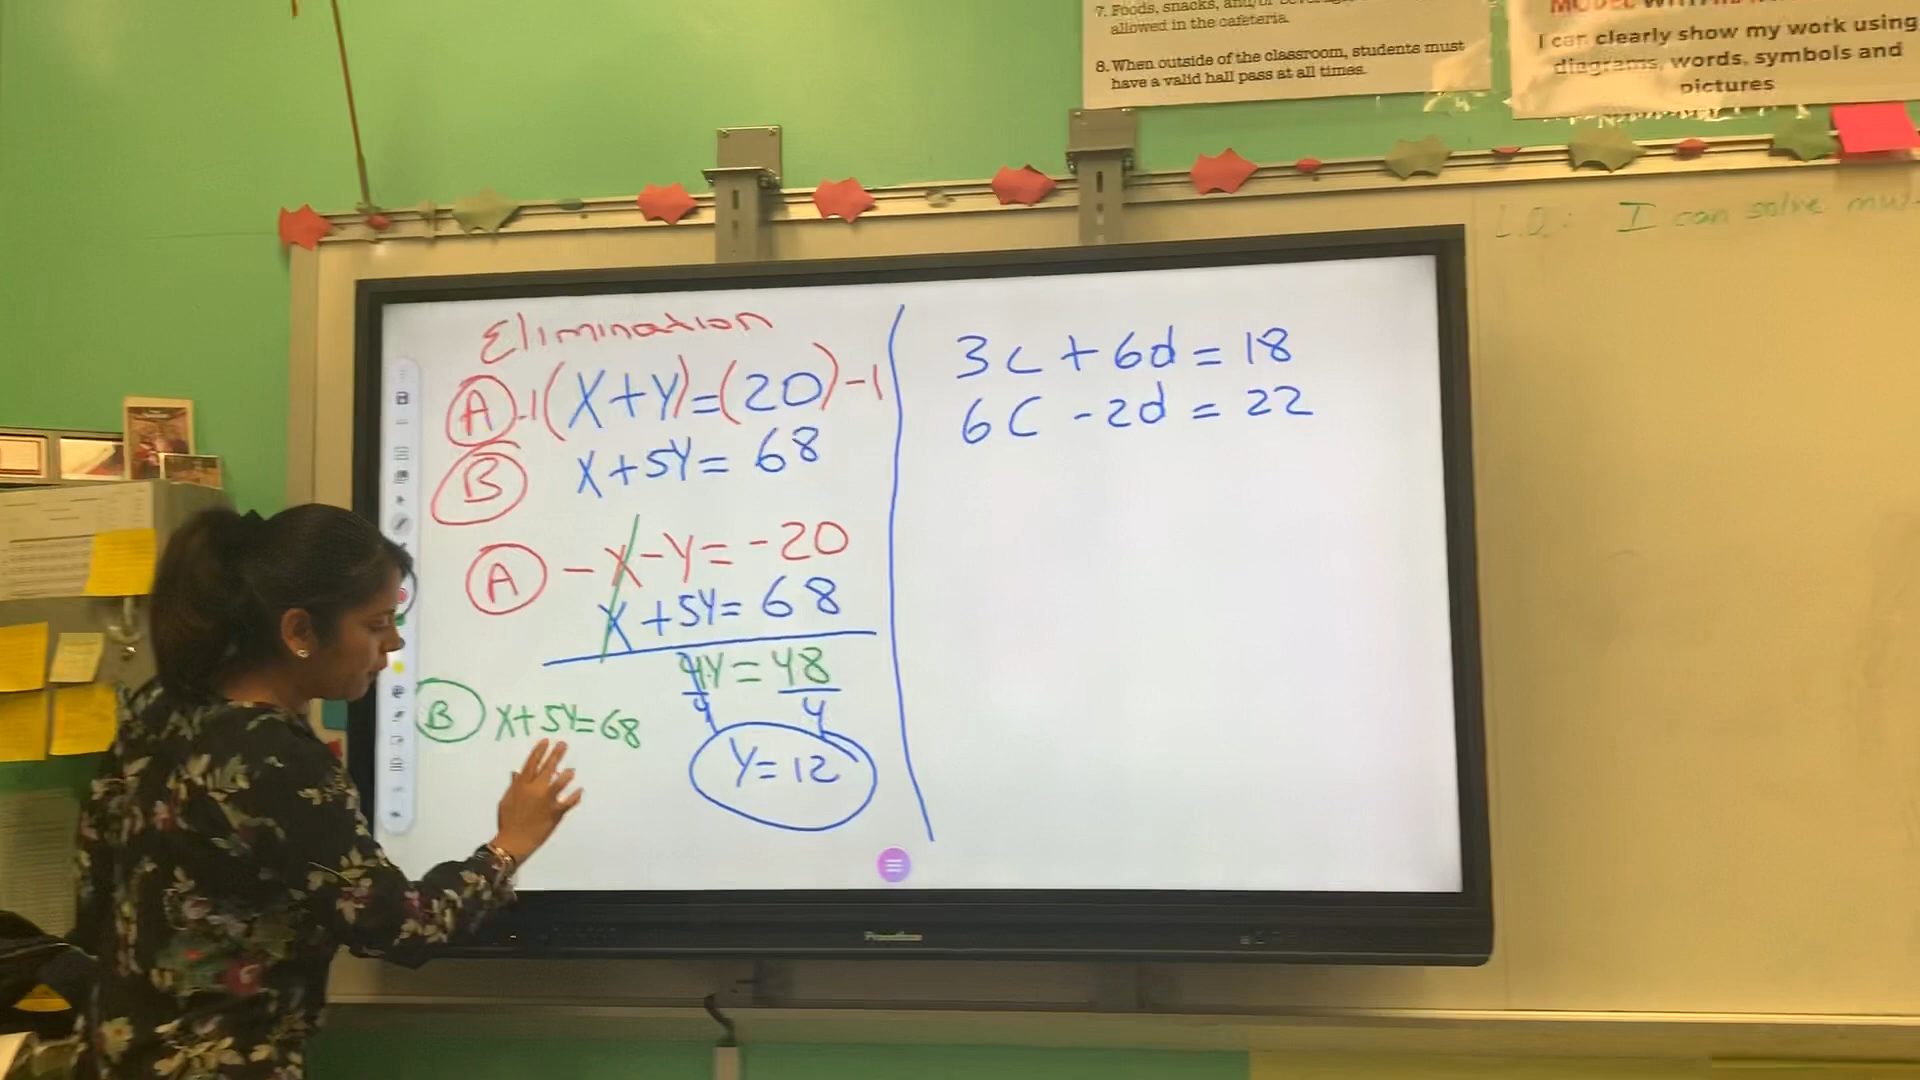 7. Foods, snacks,
allowed in the cafeteria.
8. When outside of the classroom, students must
have a valid hall pass at all times.
I can clearly show my work using
diagrams, words, symbols and
pictures
L.O.: I can solve
Elimination
A -1(X+Y)=(20)-1
B X+5Y=68
A -X-Y=-20
X+5Y=68
4Y=48
4 4
Y=12
B X+5Y=68
3c+6d=18
6C-2d=22
Promethean